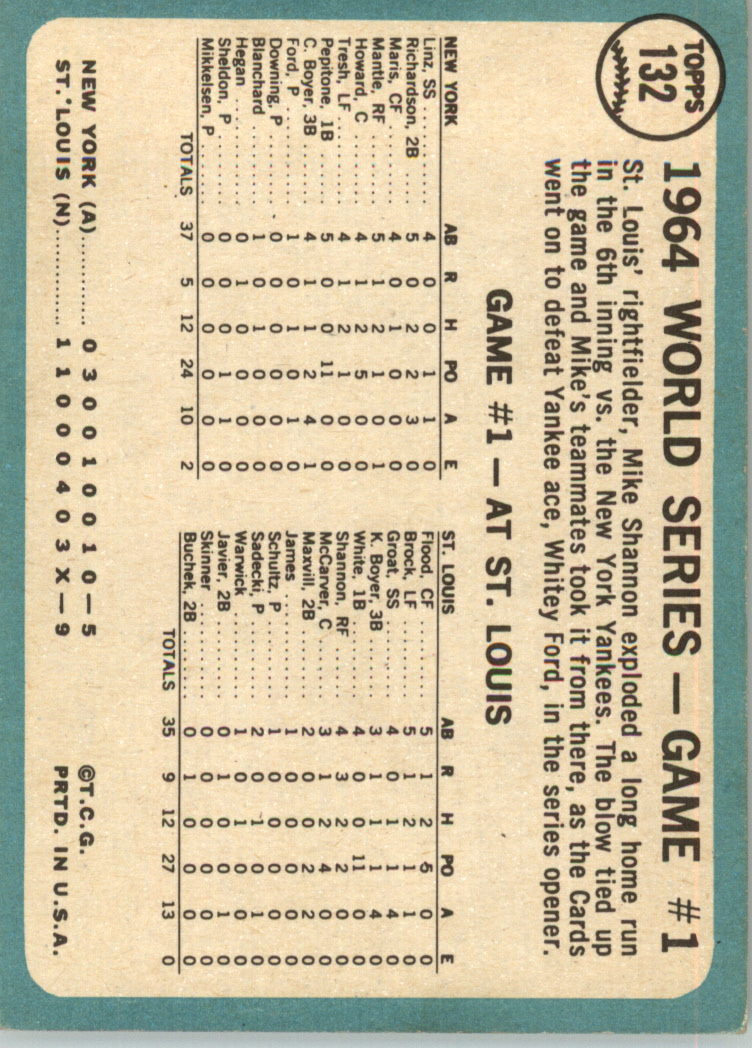 TOPPS
132
1964 WORLD SERIES — GAME #1
St. Louis' rightfielder, Mike Shannon exploded a long home run
in the 6th inning vs. the New York Yankees. The blow tied up
the game and Mike's teammates took it from there, as the Cards
went on to defeat Yankee ace, Whitey Ford, in the series opener.
GAME #1 — AT ST. LOUIS
NEW YORK AB R H PO A E
Linz, SS 4 0 0 1 1 0
Richardson, 2B 5 0 2 2 3 0
Maris, CF 4 0 1 0 0 0
Mantle, RF 5 1 2 1 0 1
Howard, C 4 1 2 5 0 0
Tresh, LF 4 1 2 1 0 0
Pepitone, 1B 5 0 0 11 0 0
C. Boyer, 3B 4 1 1 2 4 1
Ford, P 1 0 1 0 1 0
Downing, P 0 0 0 0 0 0
Blanchard 1 0 1 0 0 0
Hegan 0 1 0 0 0 0
Sheldon, P 0 0 0 1 1 0
Mikkelsen, P 0 0 0 0 0 0
TOTALS 37 5 12 24 10 2
ST. LOUIS AB R H PO A E
Flood, CF 5 1 2 5 0 0
Brock, LF 5 1 2 1 1 0
Groat, SS 4 0 1 1 4 0
K. Boyer, 3B 3 1 1 1 4 0
White, 1B 4 0 1 11 0 0
Shannon, RF 4 3 2 2 0 0
McCarver, C 3 1 2 4 0 0
Maxvill, 2B 2 0 0 2 2 0
James 1 0 0 0 0 0
Schultz, P 1 0 0 0 0 0
Sadecki, P 2 0 1 0 1 0
Warwick 1 0 1 0 0 0
Javier, 2B 0 1 0 0 1 0
Skinner 0 0 0 0 0 0
Buchek, 2B 0 1 0 0 0 0
TOTALS 35 9 12 27 13 0
NEW YORK (A) 0 3 0 0 1 0 0 1 0 — 5
ST. LOUIS (N) 1 1 0 0 0 4 0 3 X — 9
©T.C.G.
PRTD. IN U.S.A.